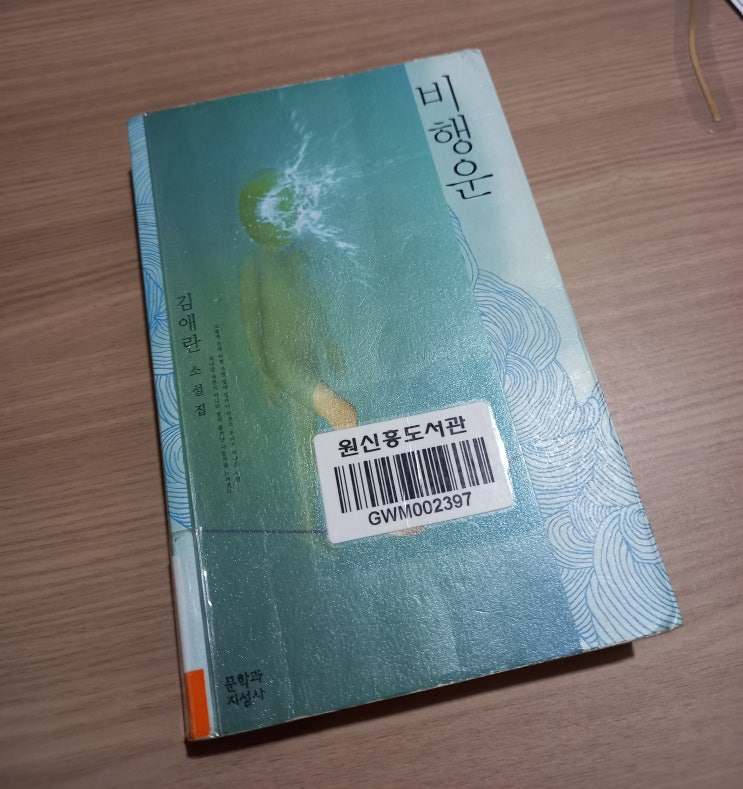 비행운
김애란 소설집
원신흥도서관
GWM002397
문학과
지성사